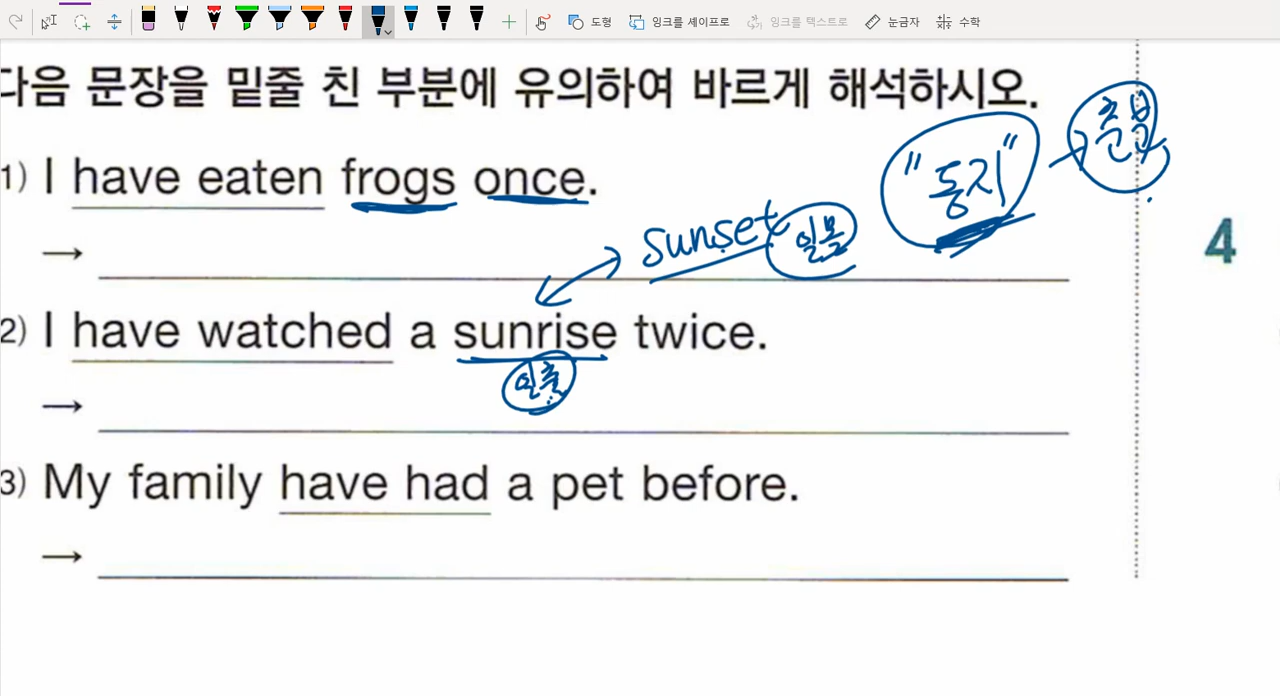 도형 잉크를 셰이프로 잉크를 텍스트로 눈금자 수학
다음 문장을 밑줄 친 부분에 유의하여 바르게 해석하시오.
춘분
"동지"
1) I have eaten frogs once.
sunset 일몰
→
4
2) I have watched a sunrise twice.
일출
→
3) My family have had a pet before.
→